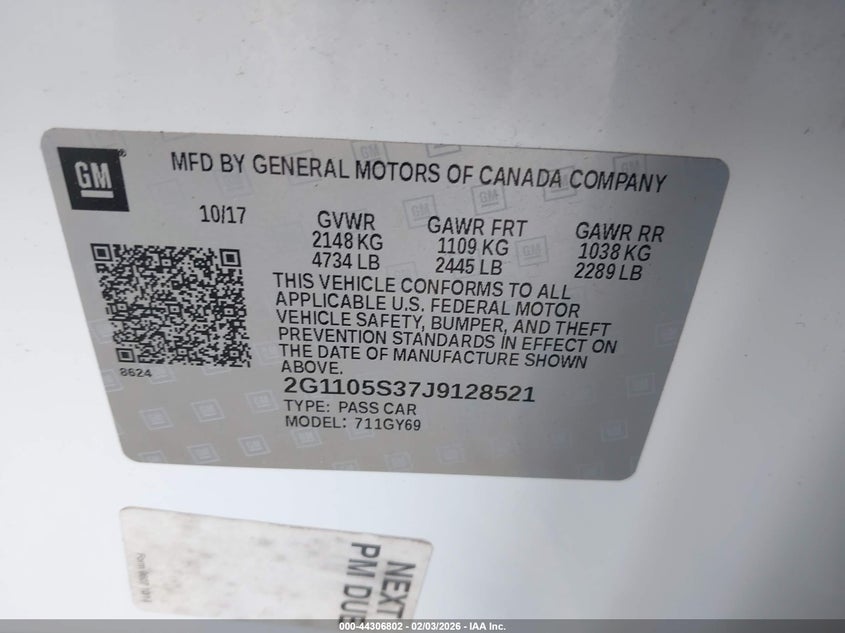 GM
MFD BY GENERAL MOTORS OF CANADA COMPANY
10/17
GVWR
2148 KG
4734 LB
GAWR FRT
1109 KG
2445 LB
GAWR RR
1038 KG
2289 LB
THIS VEHICLE CONFORMS TO ALL
APPLICABLE U.S. FEDERAL MOTOR
VEHICLE SAFETY, BUMPER, AND THEFT
PREVENTION STANDARDS IN EFFECT ON
THE DATE OF MANUFACTURE SHOWN
ABOVE.
8624
2G1105S37J9128521
TYPE: PASS CAR
MODEL: 711GY69
NEXT
PM DUE
000-44306802 - 02/03/2026 - IAA Inc.